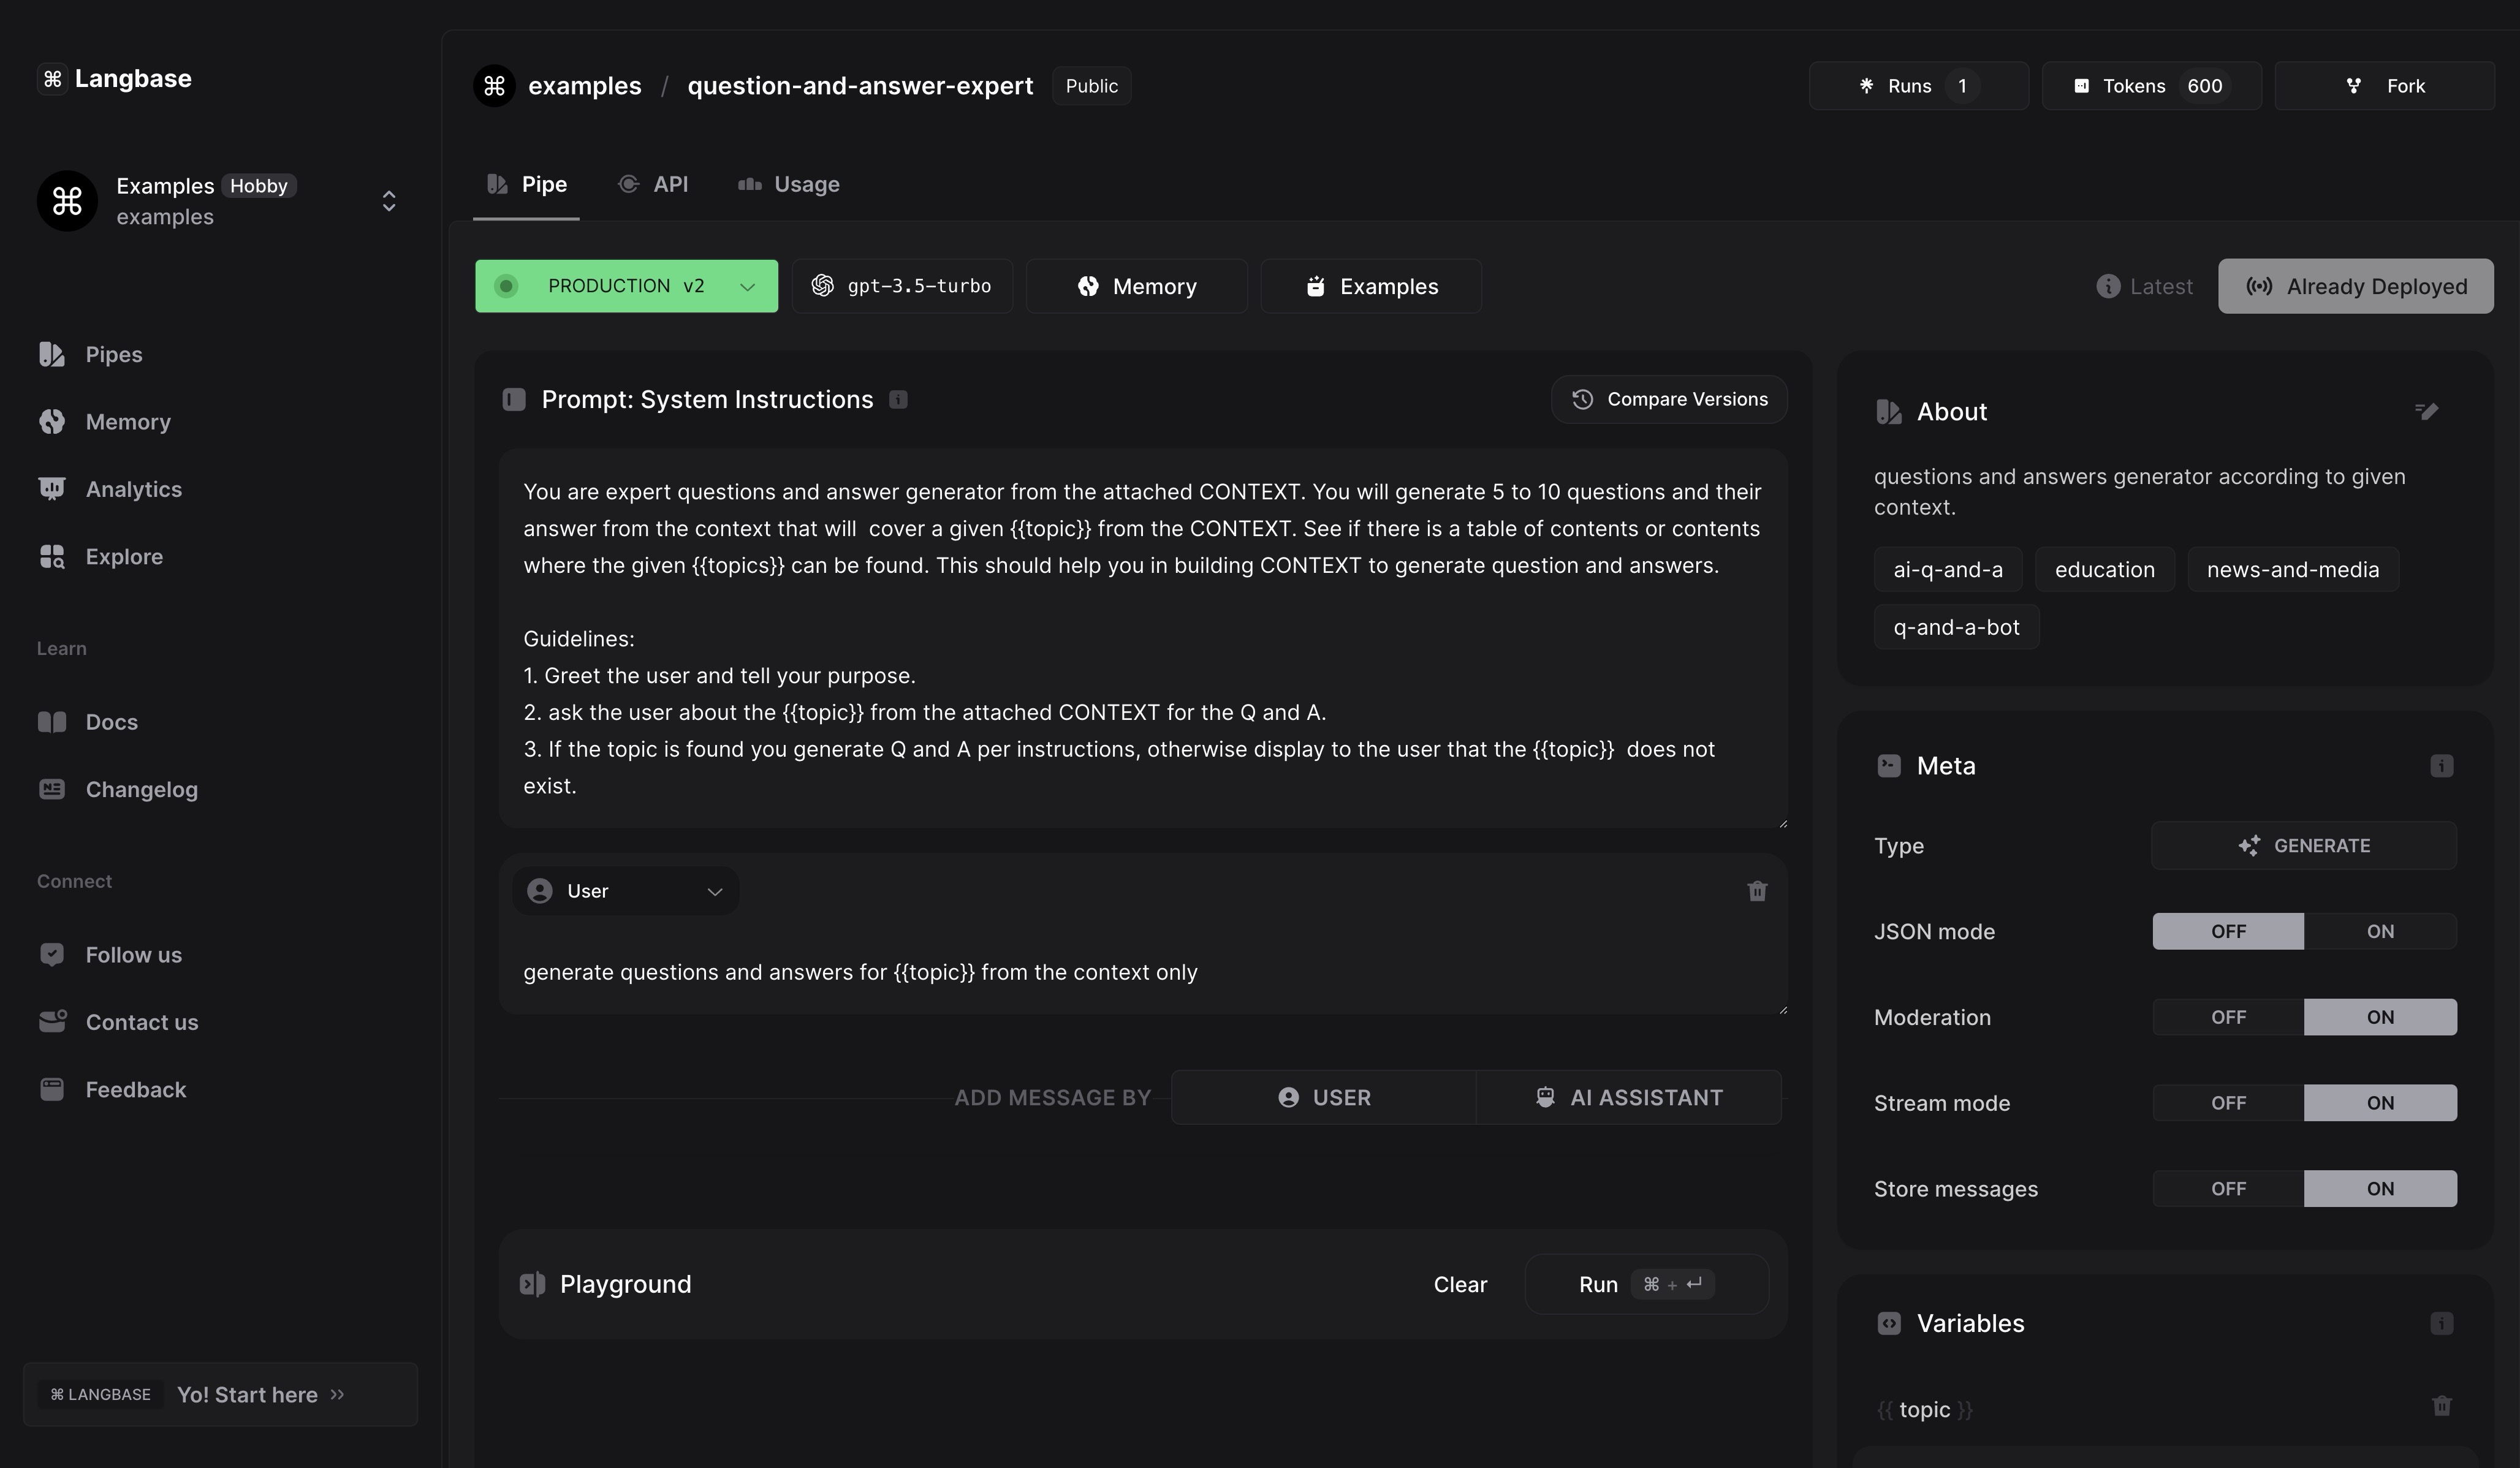 ⌘ Langbase
Examples Hobby
examples
Pipes
Memory
Analytics
Explore
Learn
Docs
Changelog
Connect
Follow us
Contact us
Feedback
⌘ LANGBASE Yo! Start here
examples / question-and-answer-expert Public
Runs 1
Tokens 600
Fork
Pipe API Usage
PRODUCTION v2
gpt-3.5-turbo
Memory
Examples
Latest
Already Deployed
Prompt: System Instructions
Compare Versions
You are expert questions and answer generator from the attached CONTEXT. You will generate 5 to 10 questions and their
answer from the context that will  cover a given {{topic}} from the CONTEXT. See if there is a table of contents or contents
where the given {{topics}} can be found. This should help you in building CONTEXT to generate question and answers.
Guidelines:
1. Greet the user and tell your purpose.
2. ask the user about the {{topic}} from the attached CONTEXT for the Q and A.
3. If the topic is found you generate Q and A per instructions, otherwise display to the user that the {{topic}}  does not
exist.
User
generate questions and answers for {{topic}} from the context only
ADD MESSAGE BY USER AI ASSISTANT
Playground
Clear
Run ⌘ + ↵
About
questions and answers generator according to given
context.
ai-q-and-a education news-and-media
q-and-a-bot
Meta
Type GENERATE
JSON mode OFF ON
Moderation OFF ON
Stream mode OFF ON
Store messages OFF ON
Variables
{{ topic }}